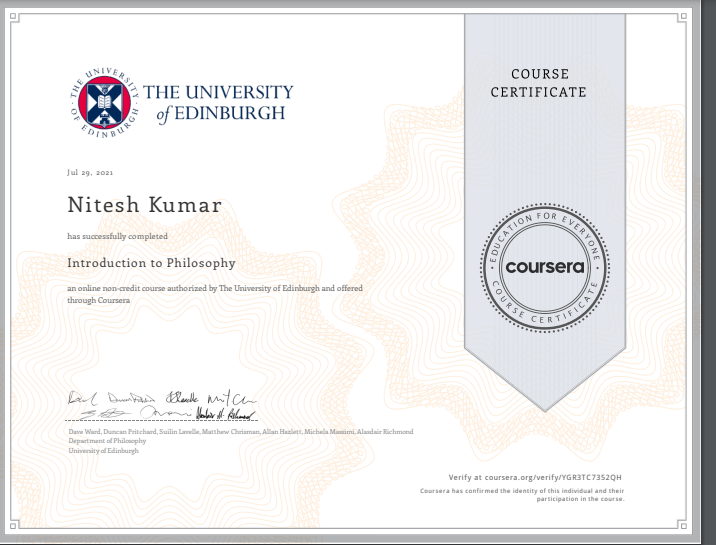 THE UNIVERSITY OF EDINBURGH
THE UNIVERSITY
of EDINBURGH
COURSE
CERTIFICATE
Jul 29, 2021
Nitesh Kumar
has successfully completed
Introduction to Philosophy
an online non-credit course authorized by The University of Edinburgh and offered
through Coursera
EDUCATION FOR EVERYONE
coursera
COURSE CERTIFICATE
Dave Ward, Duncan Pritchard, Suilin Lavelle, Matthew Chrisman, Allan Hazlett, Michela Massimi, Alasdair Richmond
Department of Philosophy
University of Edinburgh
Verify at coursera.org/verify/YGR3TC7352QH
Coursera has confirmed the identity of this individual and their
participation in the course.